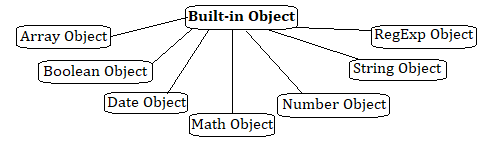 Built-in Object
Array Object
RegExp Object
Boolean Object
String Object
Date Object
Number Object
Math Object